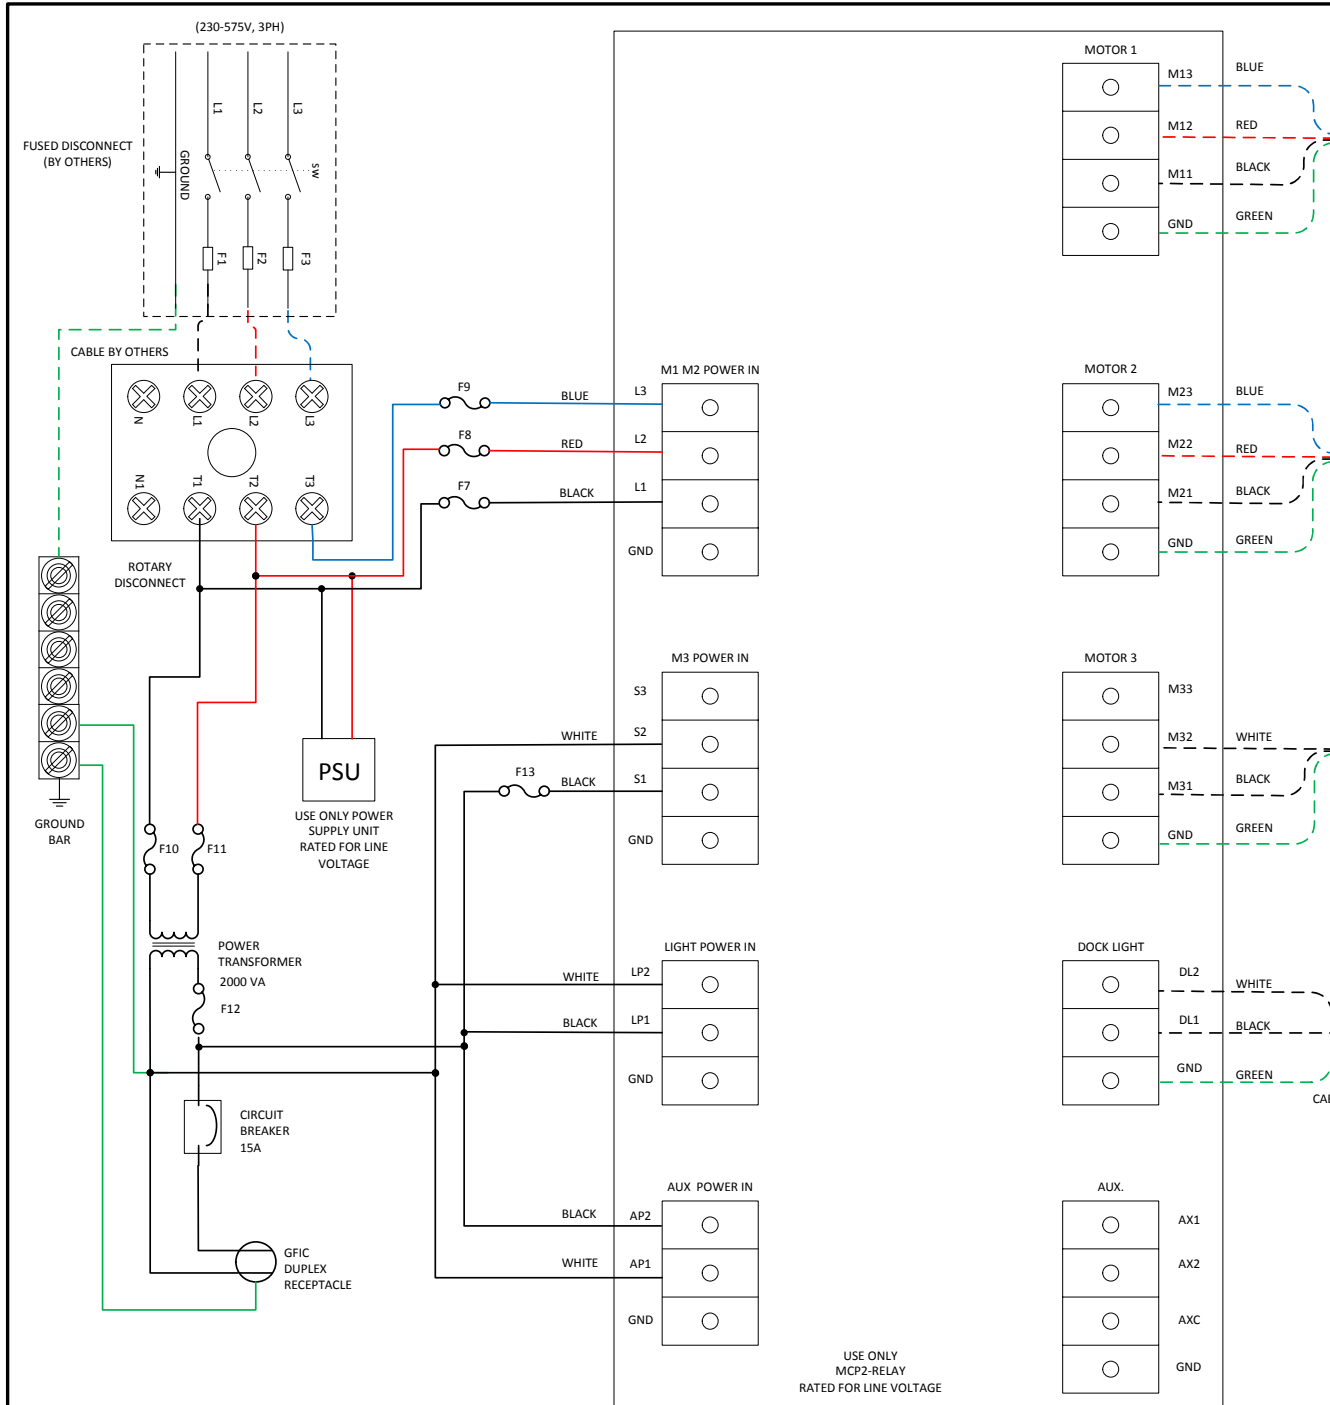 (230-575V, 3PH)
L1
L2
L3
GROUND
SW
FUSED DISCONNECT
(BY OTHERS)
F1
F2
F3
CABLE BY OTHERS
N
L1
L2
L3
N1
T1
T2
T3
ROTARY
DISCONNECT
GROUND
BAR
F9
F8
F7
BLUE
RED
BLACK
M1 M2 POWER IN
L3
L2
L1
GND
PSU
USE ONLY POWER
SUPPLY UNIT
RATED FOR LINE
VOLTAGE
F10
F11
POWER
TRANSFORMER
2000 VA
F12
CIRCUIT
BREAKER
15A
GFIC
DUPLEX
RECEPTACLE
M3 POWER IN
S3
WHITE
S2
F13
BLACK
S1
GND
LIGHT POWER IN
WHITE
LP2
BLACK
LP1
GND
AUX POWER IN
BLACK
AP2
WHITE
AP1
GND
MOTOR 1
M13
BLUE
M12
RED
M11
BLACK
GND
GREEN
MOTOR 2
M23
BLUE
M22
RED
M21
BLACK
GND
GREEN
MOTOR 3
M33
M32
WHITE
M31
BLACK
GND
GREEN
DOCK LIGHT
DL2
WHITE
DL1
BLACK
GND
GREEN
AUX.
AX1
AX2
AXC
GND
USE ONLY
MCP2-RELAY
RATED FOR LINE VOLTAGE